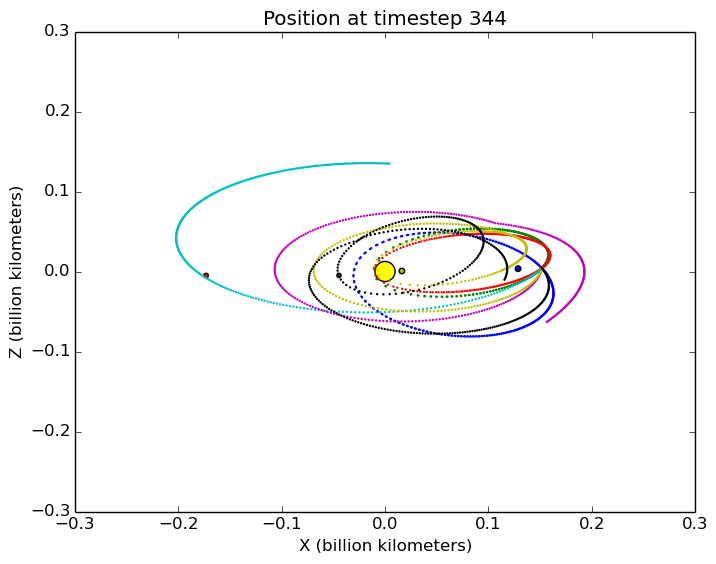 Position at timestep 344
0.3
0.2
0.1
0.0
−0.1
−0.2
−0.3
Z (billion kilometers)
−0.3 −0.2 −0.1 0.0 0.1 0.2 0.3
X (billion kilometers)